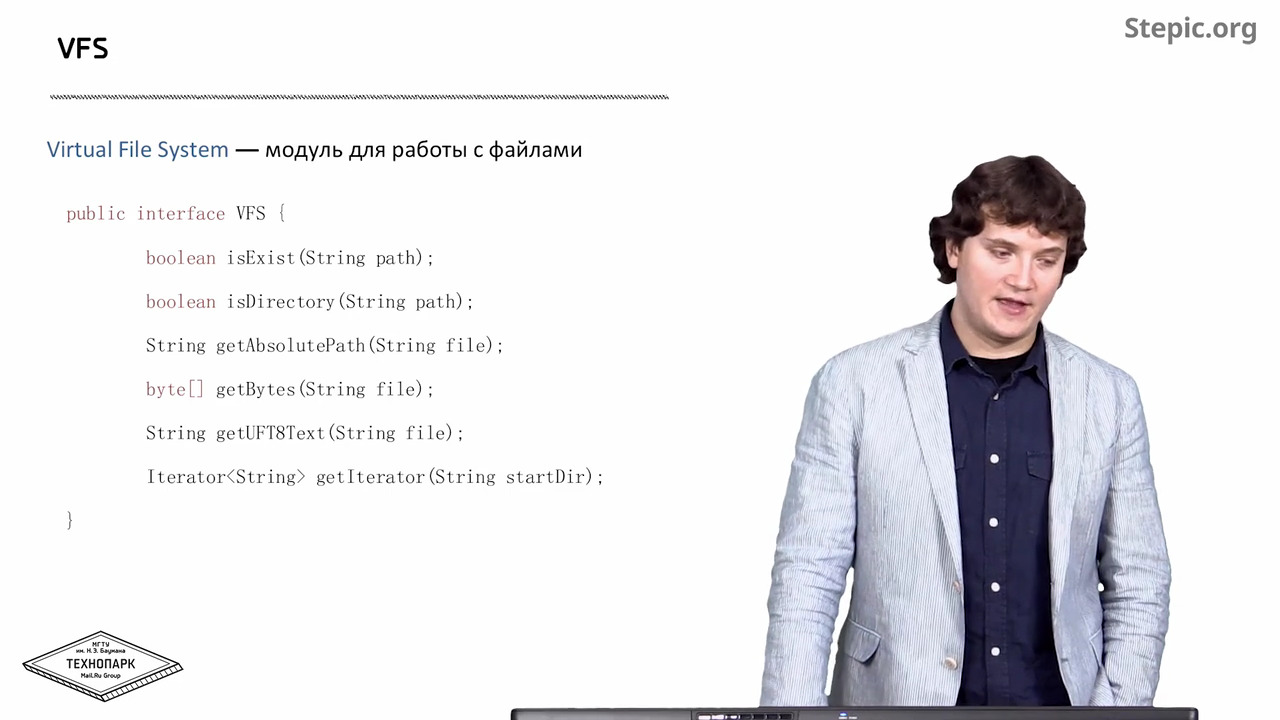 Stepic.org
VFS
Virtual File System — модуль для работы с файлами
public interface VFS {
boolean isExist(String path);
boolean isDirectory(String path);
String getAbsolutePath(String file);
byte[] getBytes(String file);
String getUFT8Text(String file);
Iterator<String> getIterator(String startDir);
}
МГТУ
им. Н.Э. Баумана
ТЕХНОПАРК
Mail.Ru Group